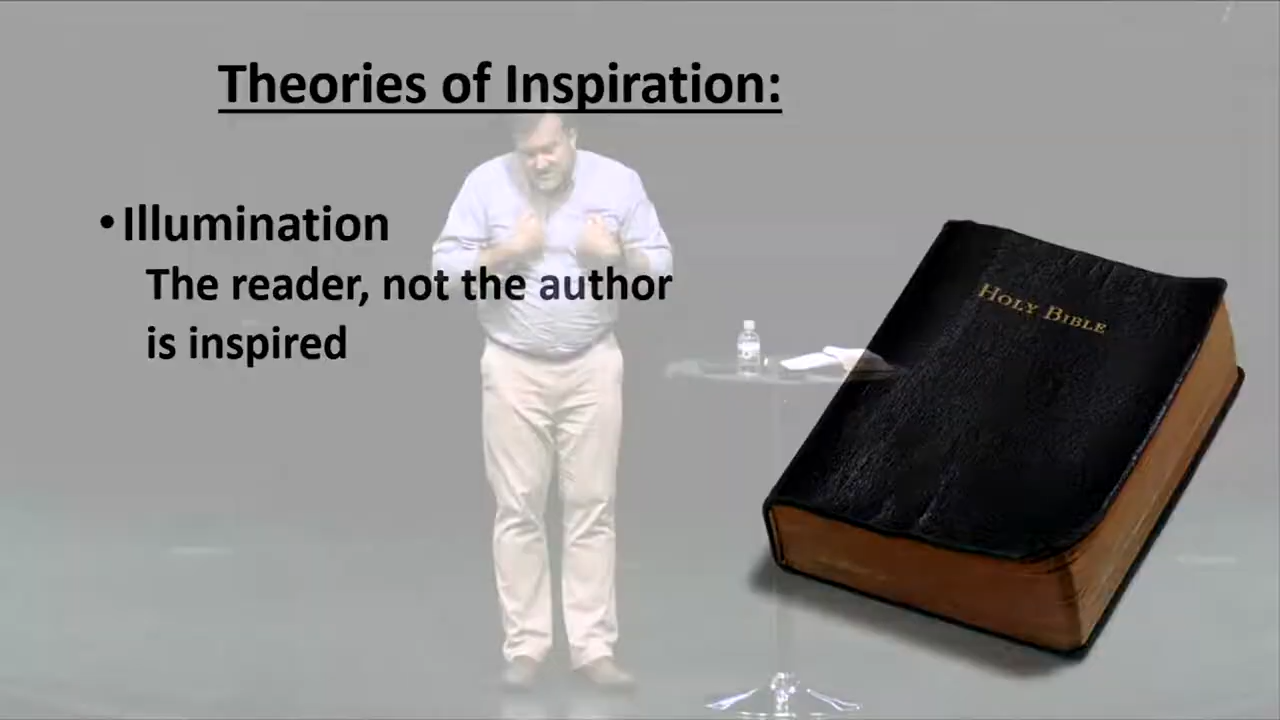 Theories of Inspiration:
•Illumination
The reader, not the author
is inspired
HOLY BIBLE